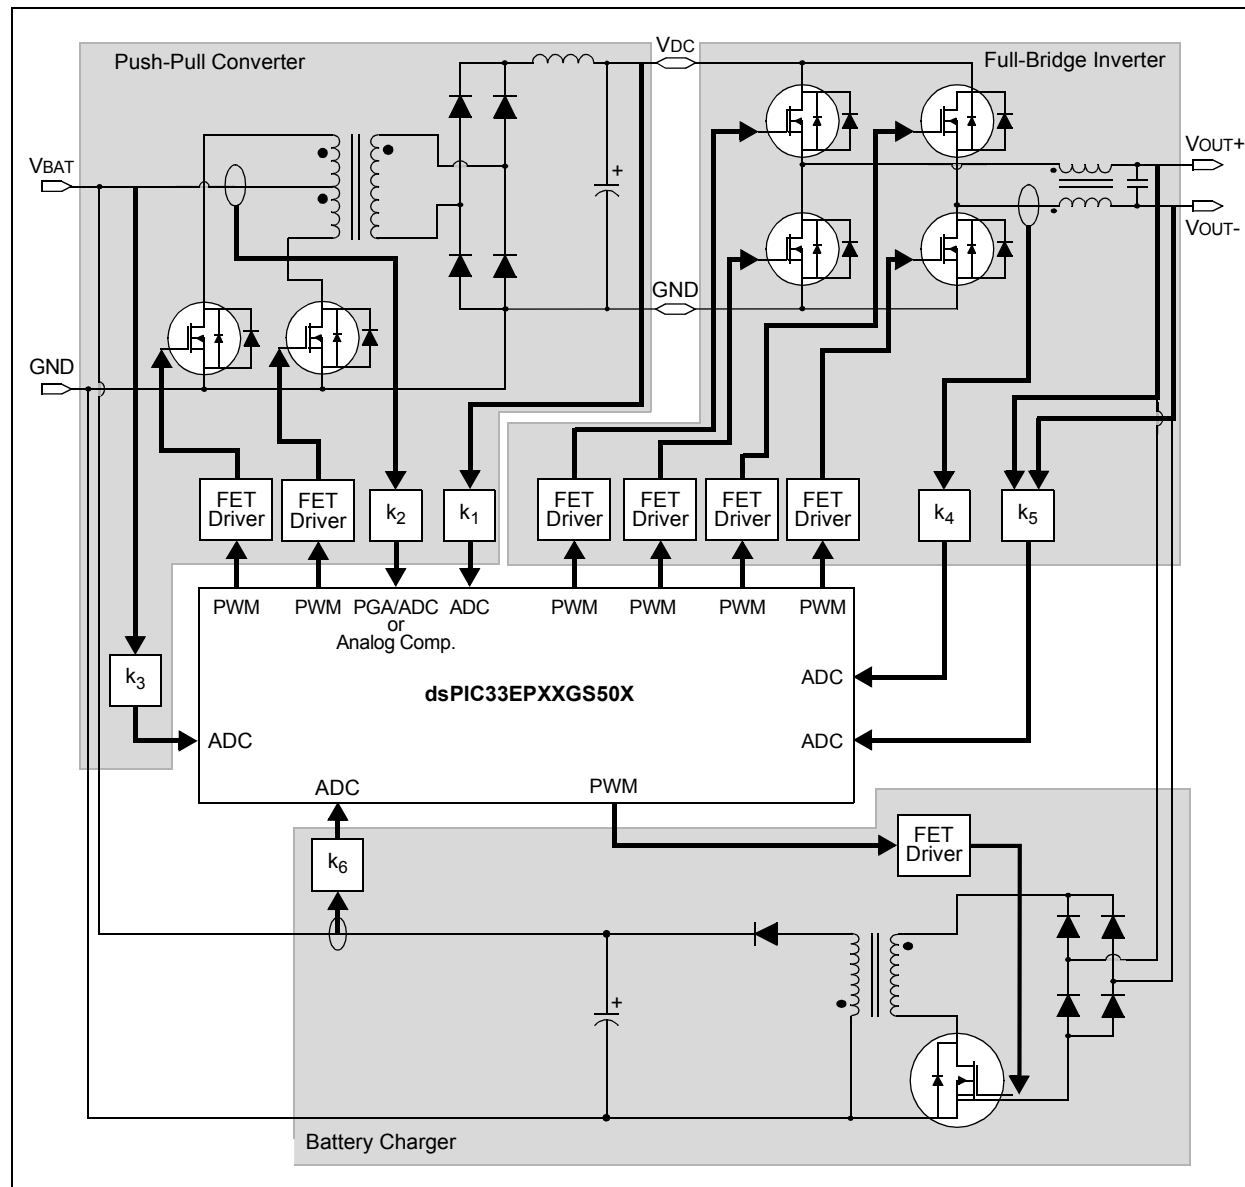 Push-Pull Converter
VDC
Full-Bridge Inverter
VBAT
+
VOUT+
VOUT-
GND
GND
FET
Driver
FET
Driver
k2
k1
FET
Driver
FET
Driver
FET
Driver
FET
Driver
k4
k5
PWM
PWM
PGA/ADC
or
Analog Comp.
ADC
PWM
PWM
PWM
PWM
k3
ADC
dsPIC33EPXXGS50X
ADC
ADC
ADC
PWM
k6
FET
Driver
+
Battery Charger